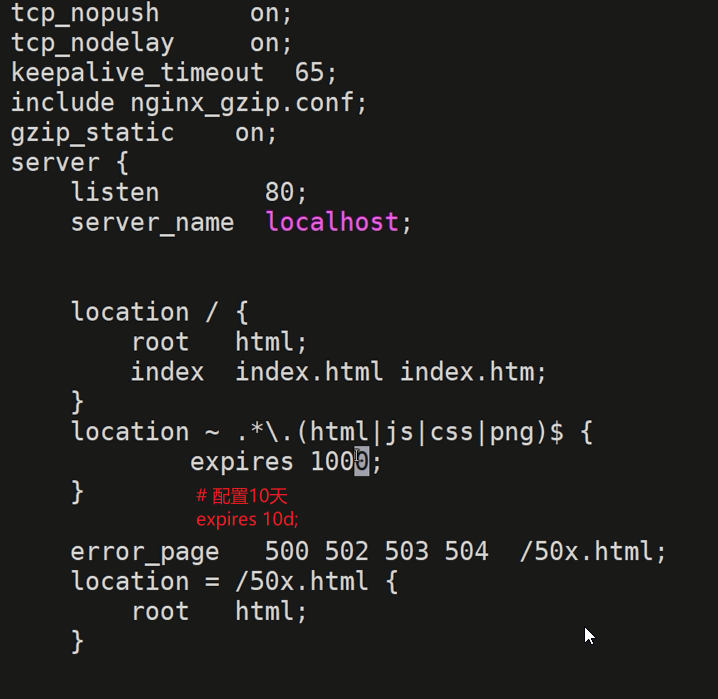 tcp_nopush      on;
tcp_nodelay     on;
keepalive_timeout  65;
include nginx_gzip.conf;
gzip_static    on;
server {
    listen       80;
    server_name  localhost;
    location / {
        root   html;
        index  index.html index.htm;
    }
    location ~ .*\.(html|js|css|png)$ {
            expires 1000;
    }
# 配置10天
expires 10d;
    error_page   500 502 503 504  /50x.html;
    location = /50x.html {
        root   html;
    }